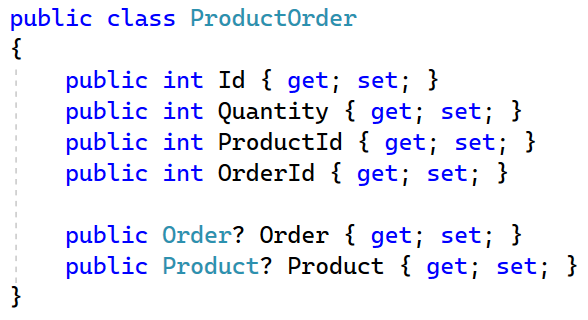 public class ProductOrder
{
    public int Id { get; set; }
    public int Quantity { get; set; }
    public int ProductId { get; set; }
    public int OrderId { get; set; }

    public Order? Order { get; set; }
    public Product? Product { get; set; }
}